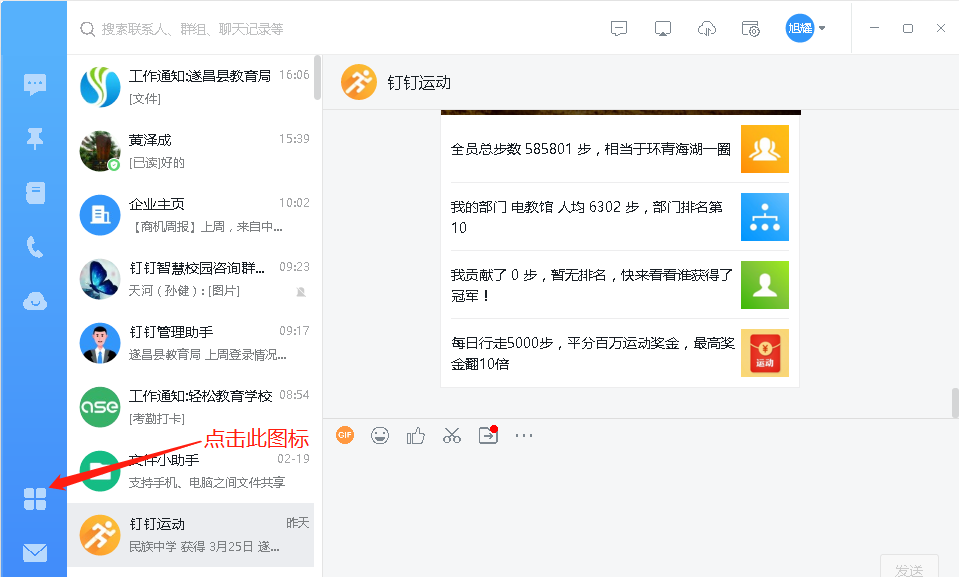 搜索联系人、群组、聊天记录等
旭耀
工作通知:遂昌县教育局 16:06
[文件]
黄泽成 15:39
[已读]好的
企业主页 10:02
【商机周报】上周，来自中...
钉钉智慧校园咨询群... 09:23
天河（孙健）: [图片]
钉钉管理助手 09:17
遂昌县教育局 上周登录情况...
工作通知:轻松教育学校 08:54
ase
[考勤打卡]
点击此图标
文件小助手 02-19
支持手机、电脑之间文件共享
钉钉运动 昨天
民族中学 获得 3月25日 遂...
钉钉运动
全员总步数 585801 步，相当于环青海湖一圈
我的部门 电教馆 人均 6302 步，部门排名第
10
我贡献了 0 步，暂无排名，快来看看谁获得了
冠军！
每日行走5000步，平分百万运动奖金，最高奖
金翻10倍
运动
GIF
发送